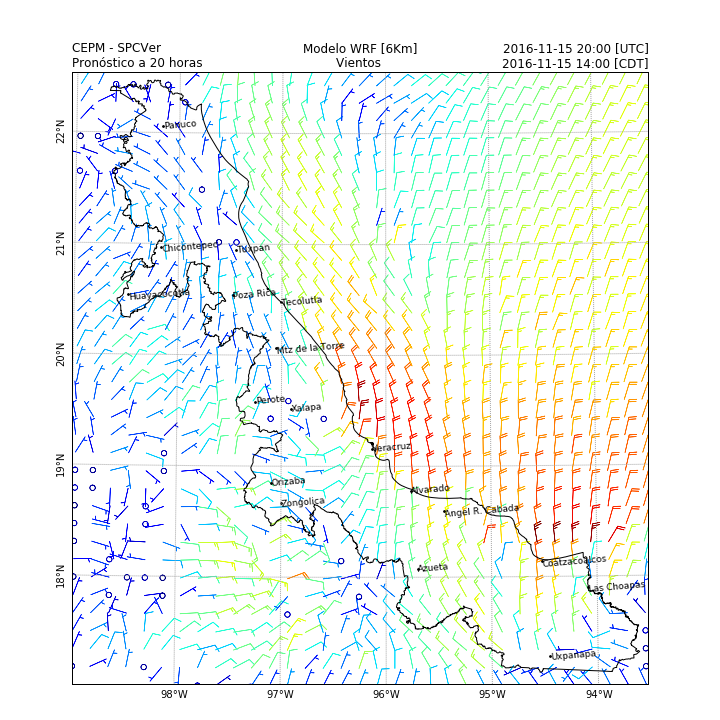 CEPM - SPCVer Modelo WRF [6Km] 2016-11-15 20:00 [UTC]
Pronóstico a 20 horas Vientos 2016-11-15 14:00 [CDT]
22°N
Panuco
21°N
Chicontepec
Tuxpan
Huayacocotla
Poza Rica
Tecolutla
20°N
Mtz de la Torre
Perote
Xalapa
Veracruz
19°N
Orizaba
Alvarado
Zongolica
Angel R. Cabada
18°N
Azueta
Coatzacoalcos
Las Choapas
Uxpanapa
98°W 97°W 96°W 95°W 94°W